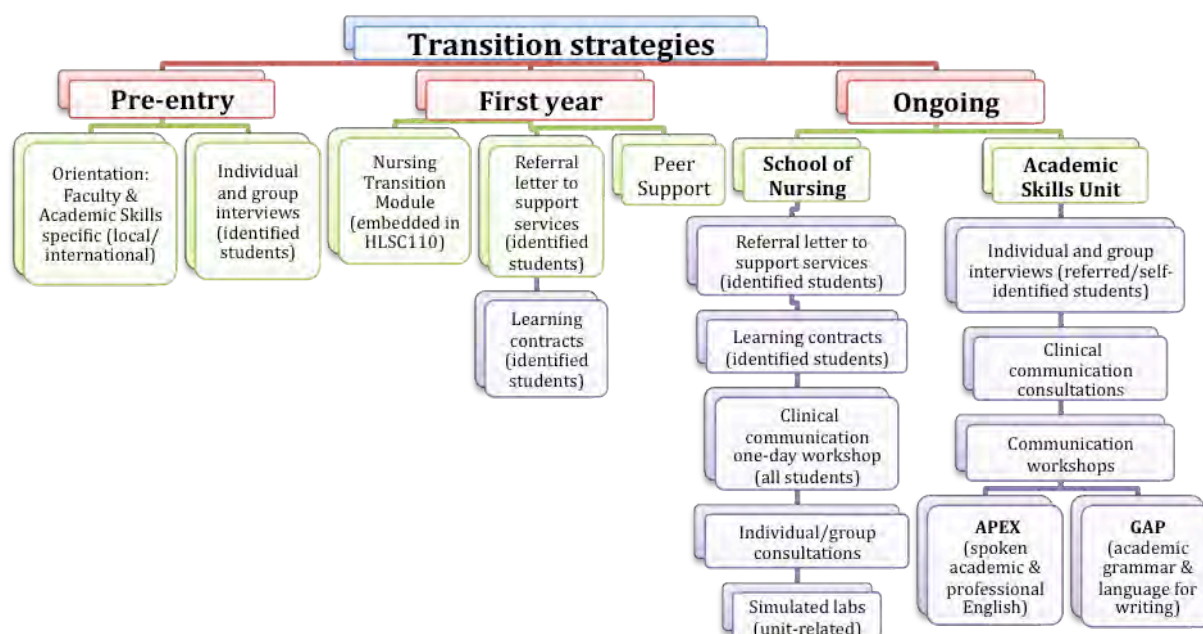 Transition strategies
Pre-entry
First year
Ongoing
Orientation:
Faculty &
Academic Skills
specific (local/
international)
Individual
and group
interviews
(identified
students)
Nursing
Transition
Module
(embedded in
HLSC110)
Referral
letter to
support
services
(identified
students)
Learning
contracts
(identified
students)
Peer
Support
School of
Nursing
Referral letter to
support services
(identified students)
Learning contracts
(identified students)
Clinical
communication
one-day workshop
(all students)
Individual/group
consultations
Simulated labs
(unit-related)
Academic
Skills Unit
Individual and group
interviews (referred/self-
identified students)
Clinical
communication
consultations
Communication
workshops
APEX
(spoken
academic &
professional
English)
GAP
(academic
grammar &
language for
writing)